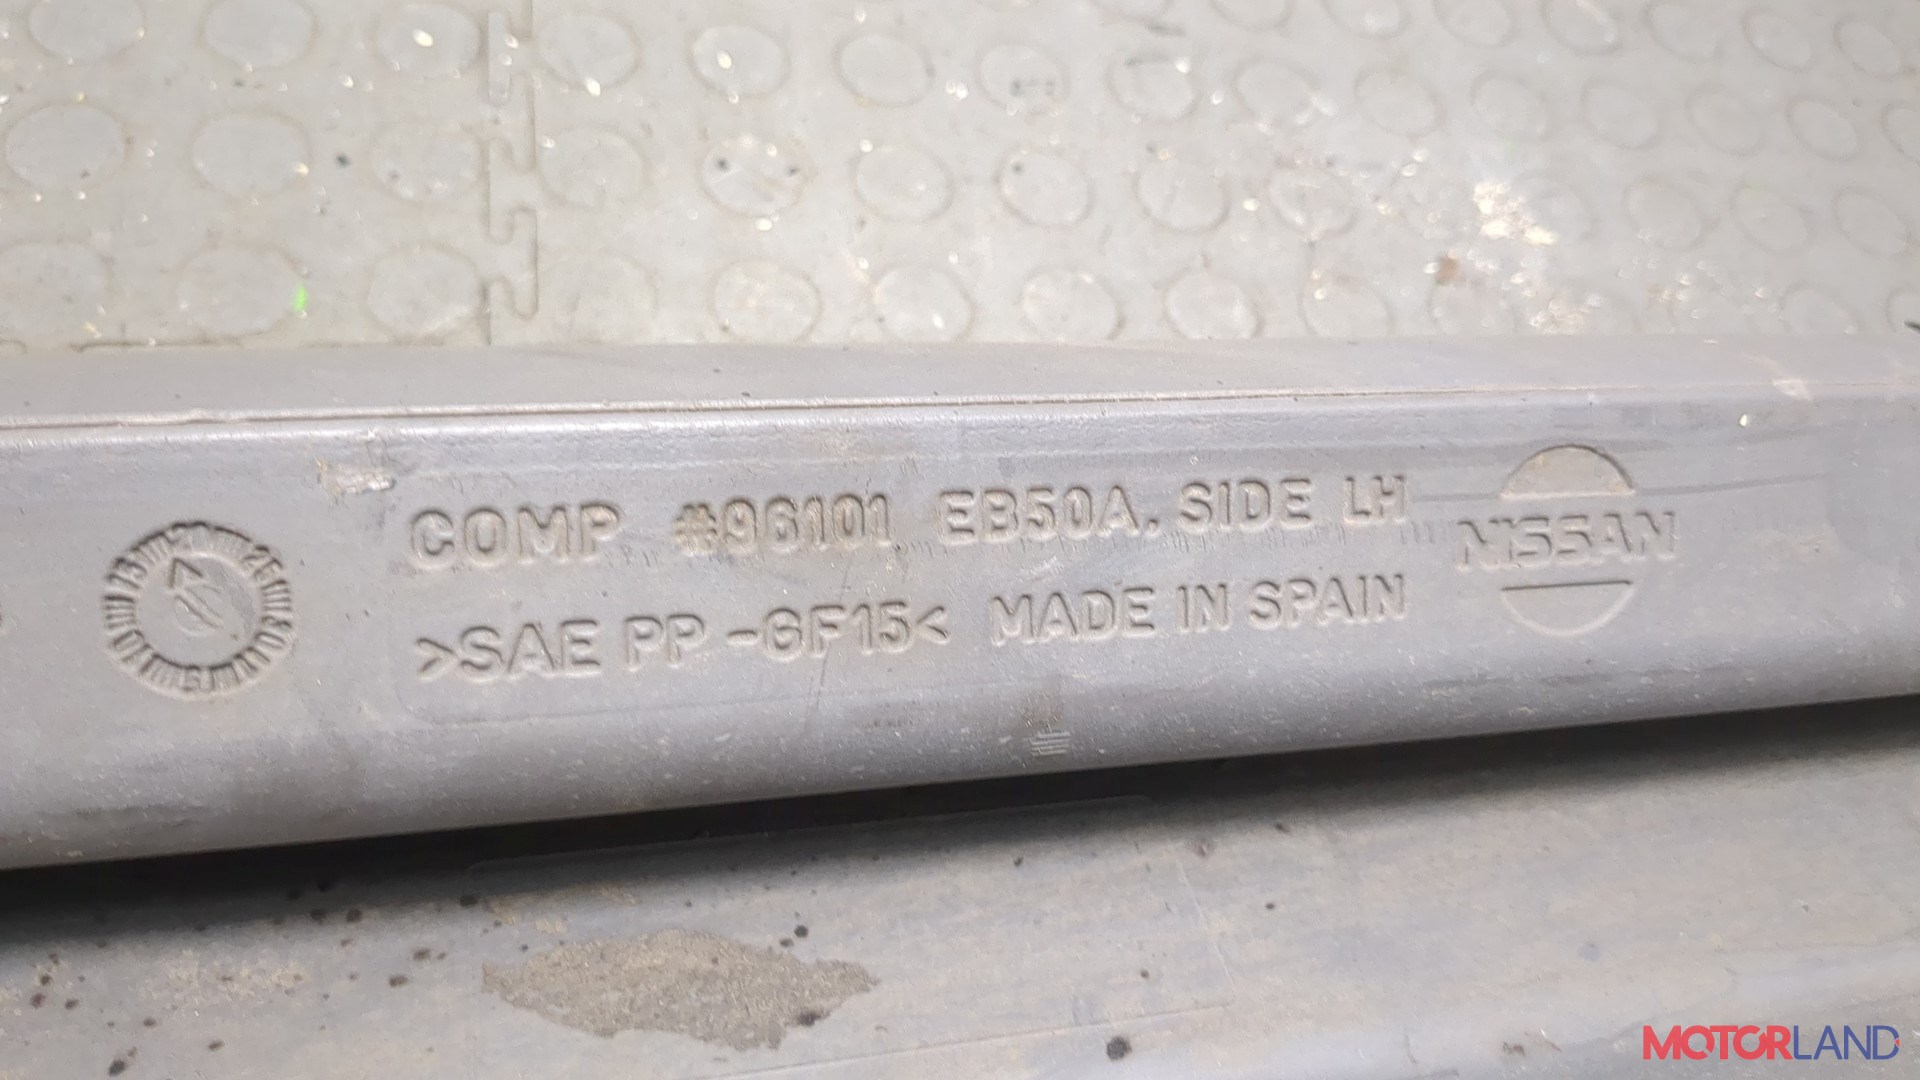 COMP #96101 EB50A. SIDE LH
>SAE PP -GF15< MADE IN SPAIN
NISSAN
MOTORLAND